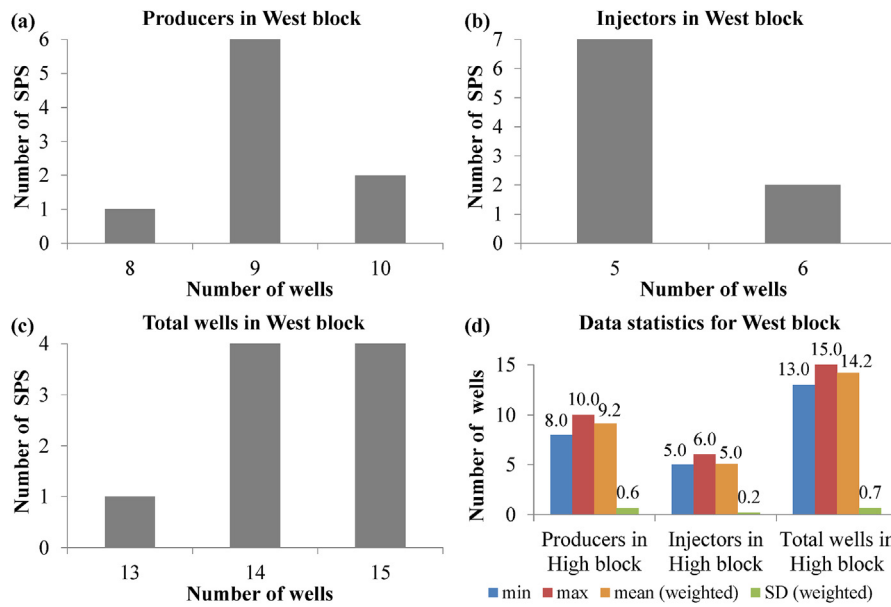 (a)
Producers in West block
6
5
4
3
2
1
0
Number of SPS
8 9 10
Number of wells
(b)
Injectors in West block
7
6
5
4
3
2
1
0
Number of SPS
5 6
Number of wells
(c)
Total wells in West block
4
3
2
1
0
Number of SPS
13 14 15
Number of wells
(d)
Data statistics for West block
15
10
5
0
Number of wells
8.0 10.0 9.2 0.6
5.0 6.0 5.0 0.2
13.0 15.0 14.2 0.7
Producers in
High block
Injectors in
High block
Total wells in
High block
min max mean (weighted) SD (weighted)